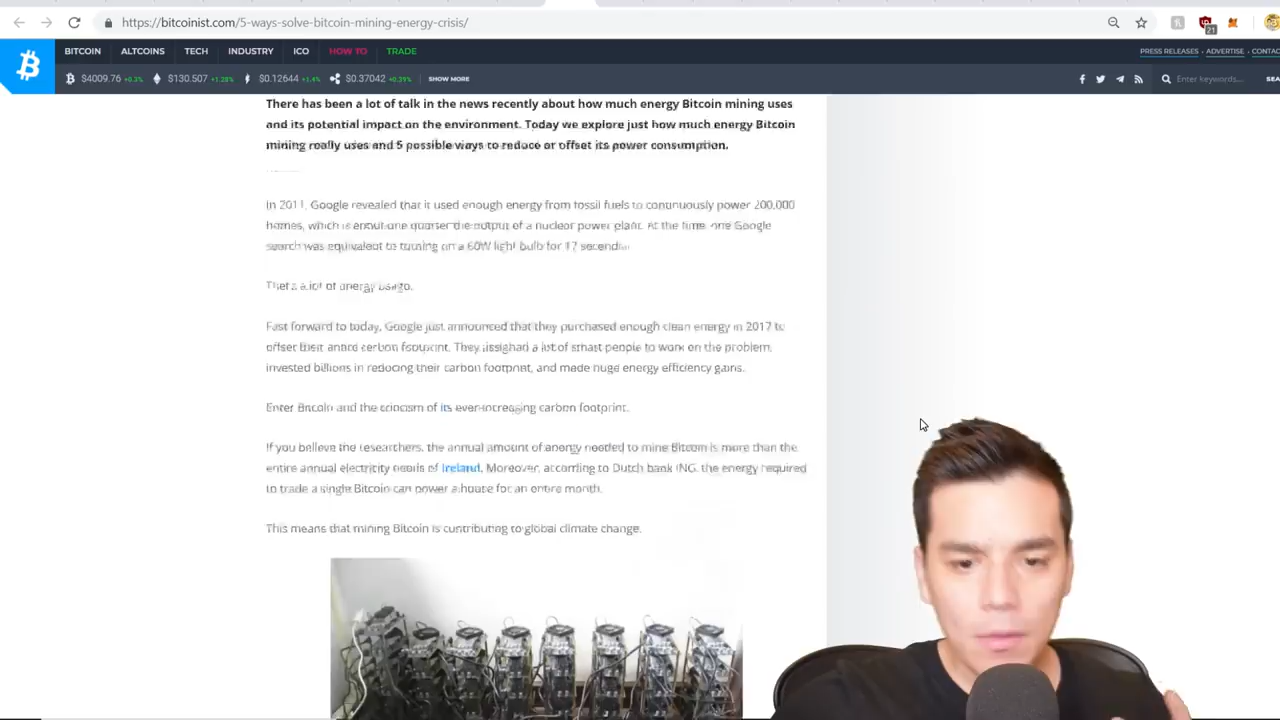 https://bitcoinist.com/5-ways-solve-bitcoin-mining-energy-crisis/
21
BITCOIN ALTCOINS TECH INDUSTRY ICO HOW TO TRADE
PRESS RELEASES ADVERTISE CONTAC
$4009.76 +0.3% $130.507 +1.28% $0.12644 +1.4% $0.37042 +0.39% SHOW MORE
Enter keywords... SEA
There has been a lot of talk in the news recently about how much energy Bitcoin mining uses
and its potential impact on the environment. Today we explore just how much energy Bitcoin
mining really uses and 5 possible ways to reduce or offset its power consumption.
In 2011, Google revealed that it used enough energy from fossil fuels to continuously power 200,000
homes, which is about one quarter the output of a nuclear power plant. At the time, one Google
search was equivalent to turning on a 60W light bulb for 17 seconds.
That's a lot of energy usage.
Fast forward to today, Google just announced that they purchased enough clean energy in 2017 to
offset their entire carbon footprint. They had a lot of smart people to work on the problem,
invested billions in reducing their carbon footprint, and made huge energy efficiency gains.
Enter Bitcoin and the criticism of its ever-increasing carbon footprint.
If you believe the researchers, the annual amount of energy needed to mine Bitcoin is more than the
entire annual electricity needs of Ireland. Moreover, according to Dutch bank ING, the energy required
to trade a single Bitcoin can power a house for an entire month.
This means that mining Bitcoin is contributing to global climate change.